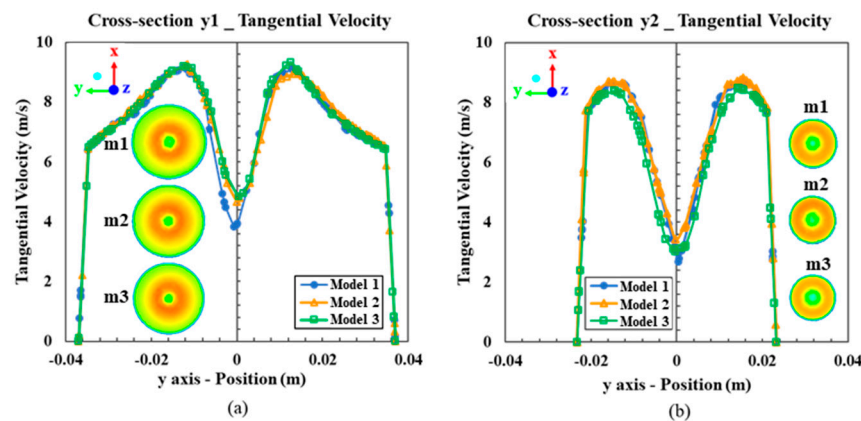 Cross-section y1 _ Tangential Velocity
Tangential Velocity (m/s)
10
8
6
4
2
0
x
y
z
m1
m2
m3
Model 1
Model 2
Model 3
-0.04
-0.02
0
0.02
0.04
y axis - Position (m)
(a)
Cross-section y2 _ Tangential Velocity
Tangential Velocity (m/s)
10
8
6
4
2
0
x
y
z
m1
m2
m3
Model 1
Model 2
Model 3
-0.04
-0.02
0
0.02
0.04
y axis - Position (m)
(b)